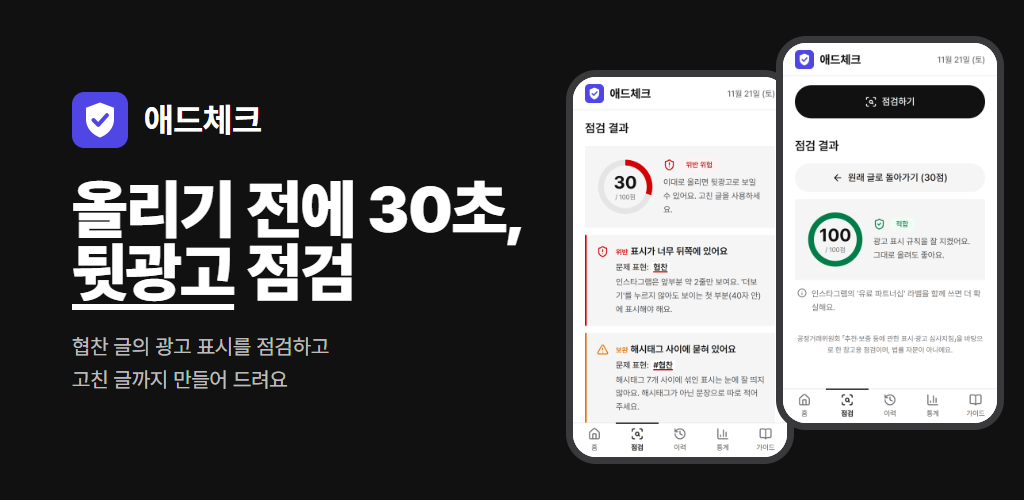 애드체크
올리기 전에 30초,
뒷광고 점검
협찬 글의 광고 표시를 점검하고
고친 글까지 만들어 드려요
애드체크
11월 21일 (토)
점검 결과
30
/ 100점
위반 위험
이대로 올리면 뒷광고로 보일
수 있어요. 고친 글을 사용하세
요.
위반 표시가 너무 뒤쪽에 있어요
문제 표현: 협찬
인스타그램은 앞부분 약 2줄만 보여요. '더보
기'를 누르지 않아도 보이는 첫 부분(40자 안)
에 표시해야 해요.
보완 해시태그 사이에 묻혀 있어요
문제 표현: #협찬
해시태그 7개 사이에 섞인 표시는 눈에 잘 띄지
않아요. 해시태그가 아닌 문장으로 따로 적어
주세요.
홈
점검
이력
통계
가이드
애드체크
11월 21일 (토)
점검하기
점검 결과
← 원래 글로 돌아가기 (30점)
100
/ 100점
적합
광고 표시 규칙을 잘 지켰어요.
그대로 올려도 좋아요.
인스타그램의 '유료 파트너십' 라벨을 함께 쓰면 더 확
실해요.
공정거래위원회 「추천·보증 등에 관한 표시·광고 심사지침」을 바탕으
로 한 참고용 점검이며, 법률 자문이 아니에요.
홈
점검
이력
통계
가이드